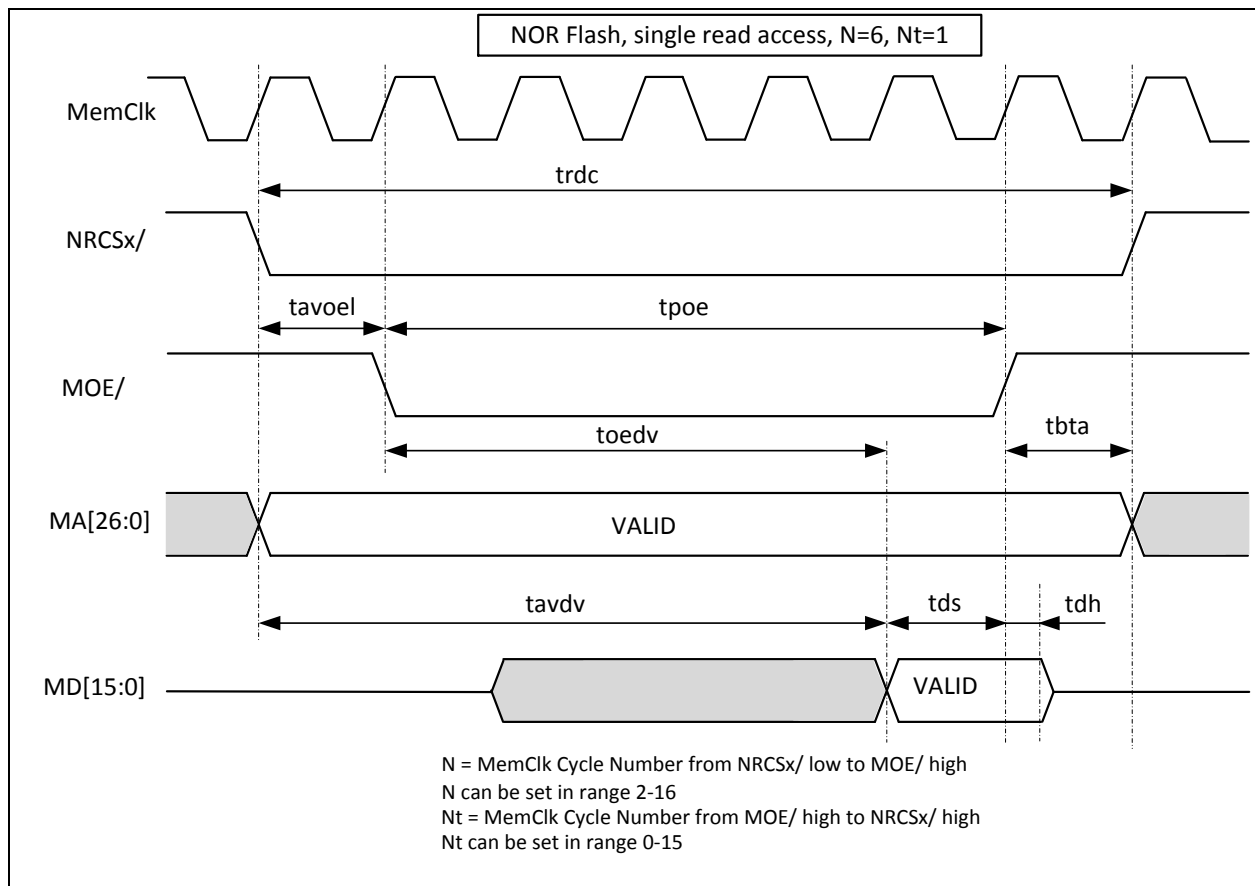 NOR Flash, single read access, N=6, Nt=1
MemClk
trdc
NRCSx/
tavoel
tpoe
MOE/
toedv
tbta
MA[26:0]
VALID
tavdv
tds
tdh
MD[15:0]
VALID
N = MemClk Cycle Number from NRCSx/ low to MOE/ high
N can be set in range 2-16
Nt = MemClk Cycle Number from MOE/ high to NRCSx/ high
Nt can be set in range 0-15